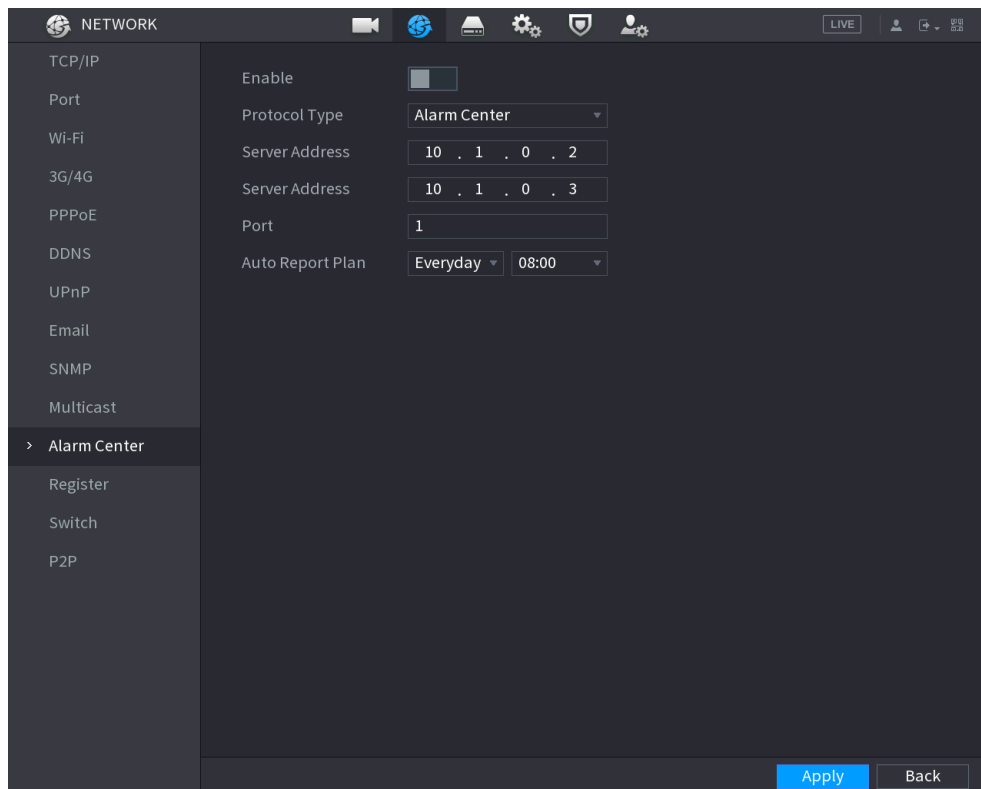 NETWORK LIVE
TCP/IP
Port
Wi-Fi
3G/4G
PPPoE
DDNS
UPnP
Email
SNMP
Multicast
> Alarm Center
Register
Switch
P2P
Enable
Protocol Type Alarm Center
Server Address 10 . 1 . 0 . 2
Server Address 10 . 1 . 0 . 3
Port 1
Auto Report Plan Everyday 08:00
Apply Back